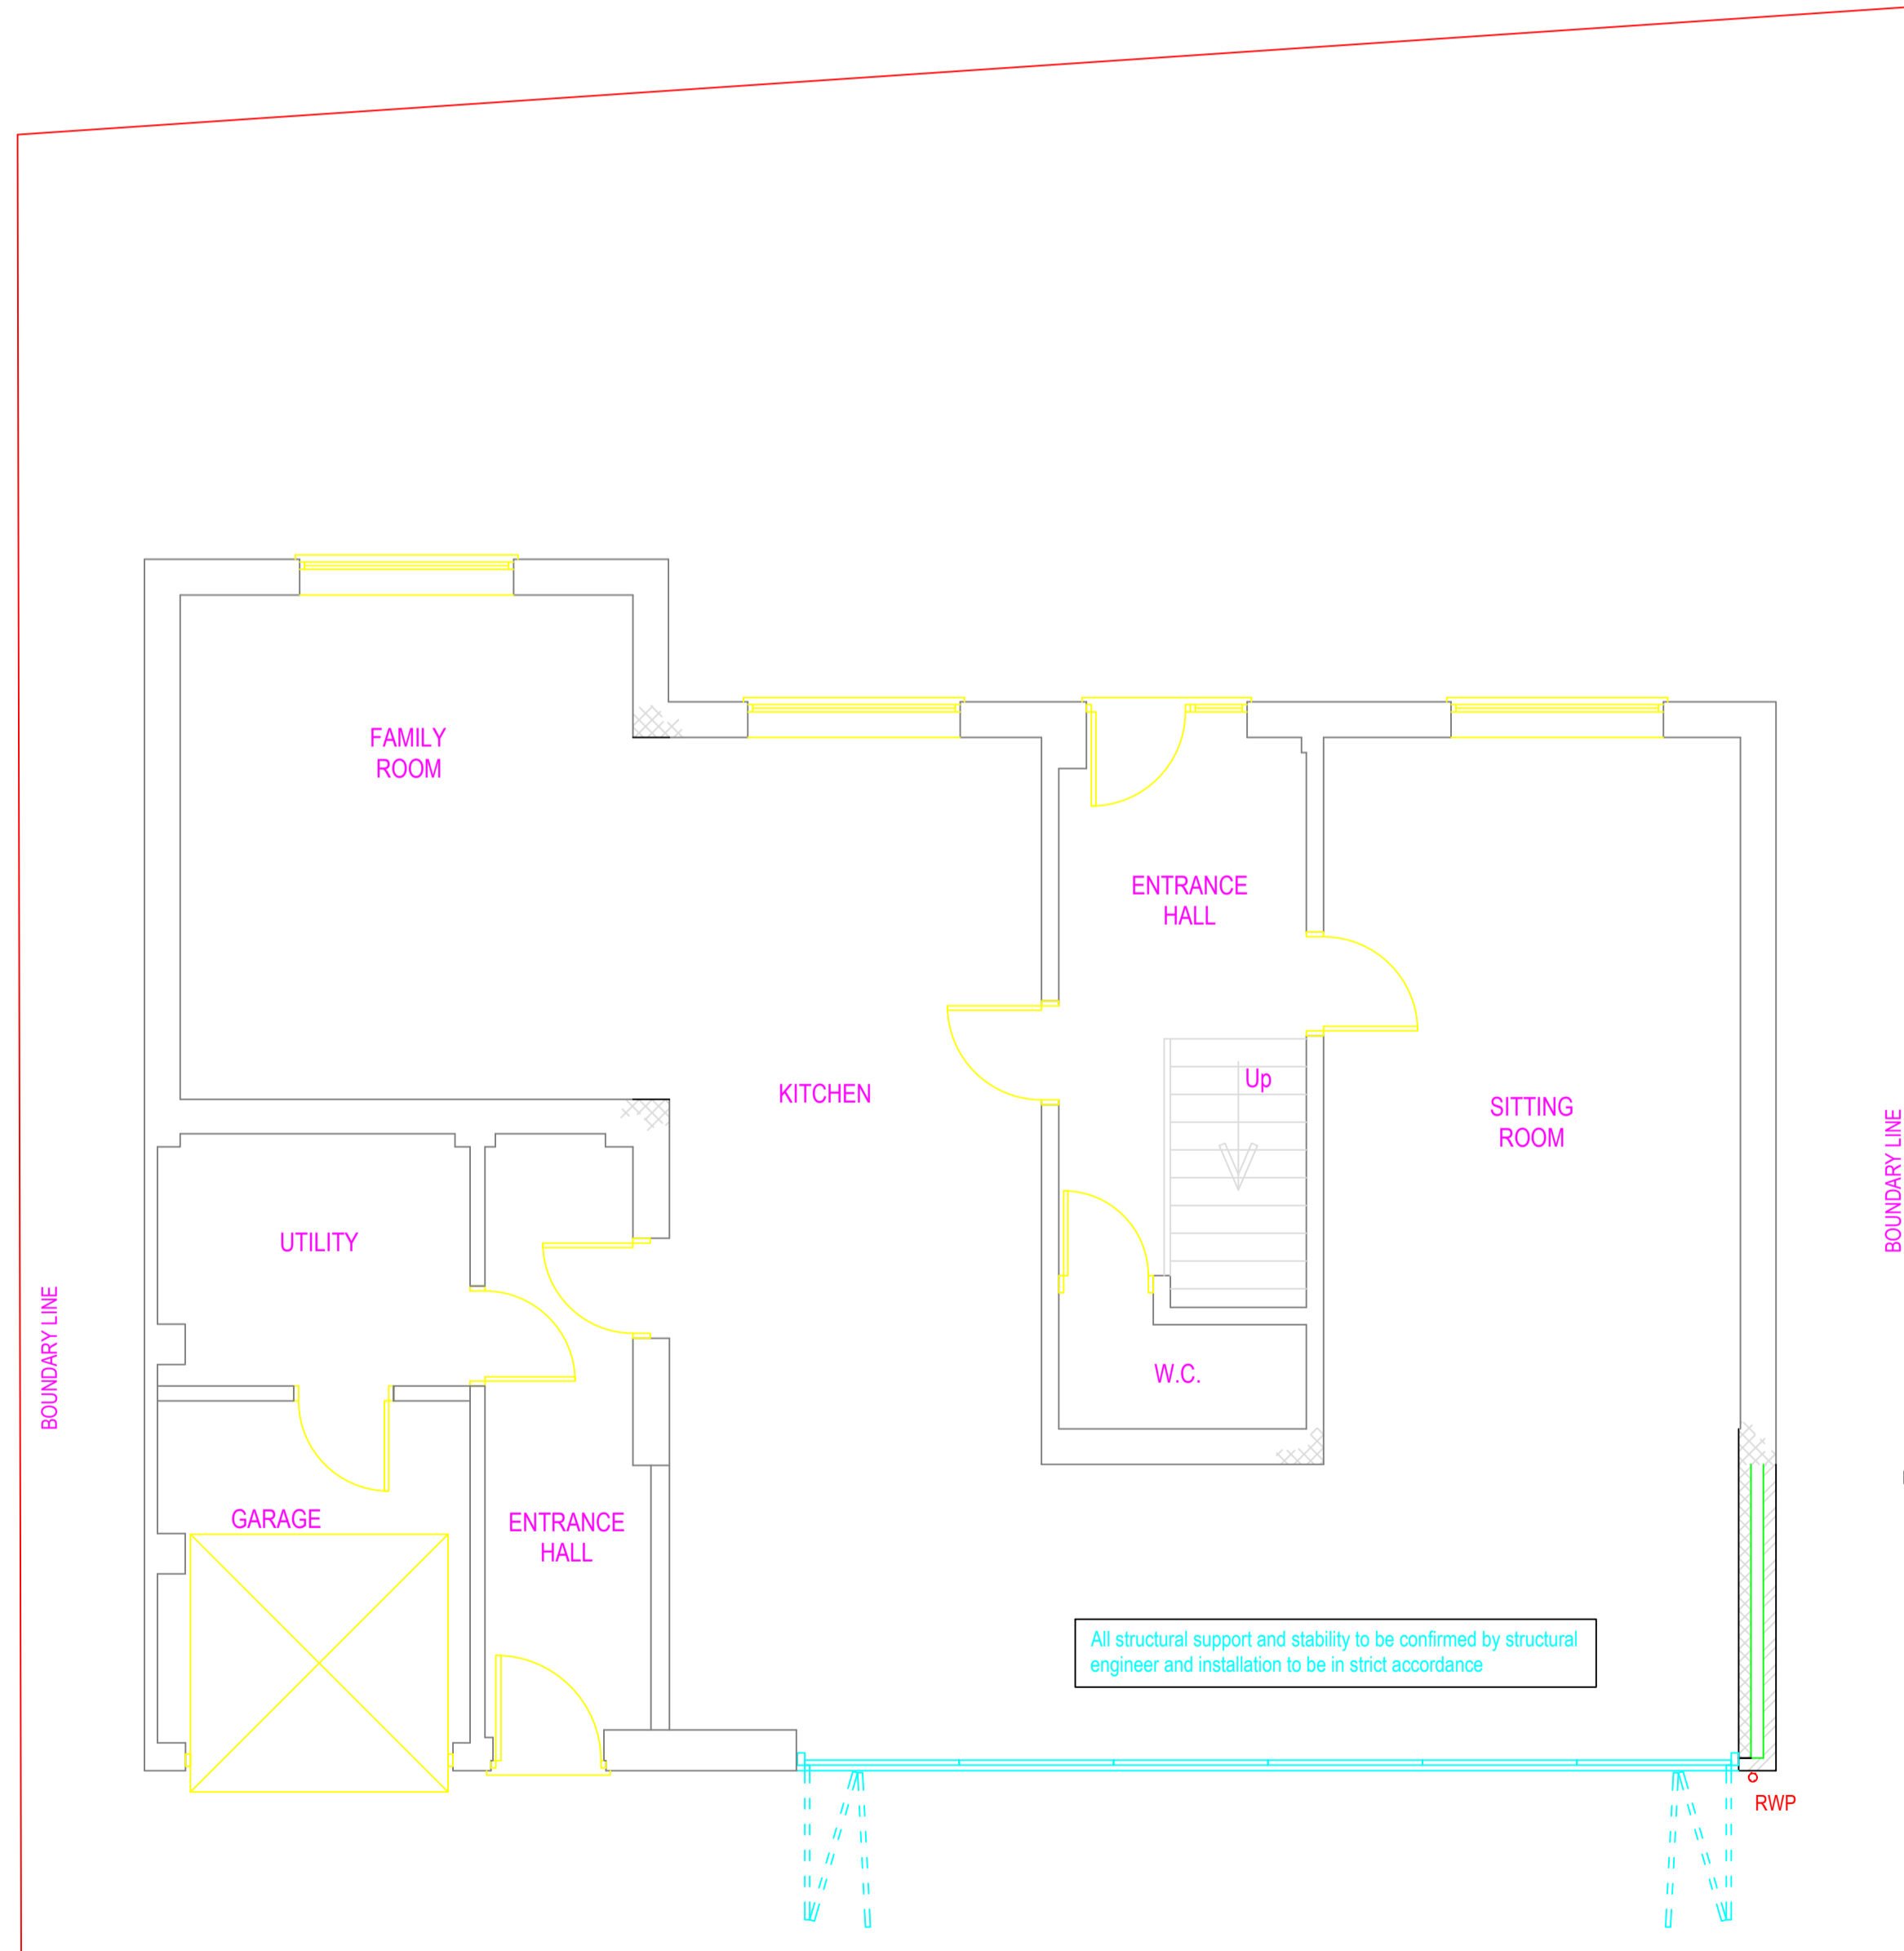 FAMILY
ROOM
ENTRANCE
HALL
KITCHEN
Up
SITTING
ROOM
BOUNDARY LINE
UTILITY
BOUNDARY LINE
W.C.
GARAGE
ENTRANCE
HALL
All structural support and stability to be confirmed by structural
engineer and installation to be in strict accordance
RWP